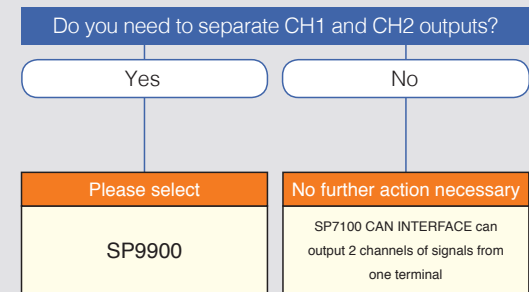 Do you need to separate CH1 and CH2 outputs?
Yes
No
Please select
No further action necessary
SP9900
SP7100 CAN INTERFACE can
output 2 channels of signals from
one terminal